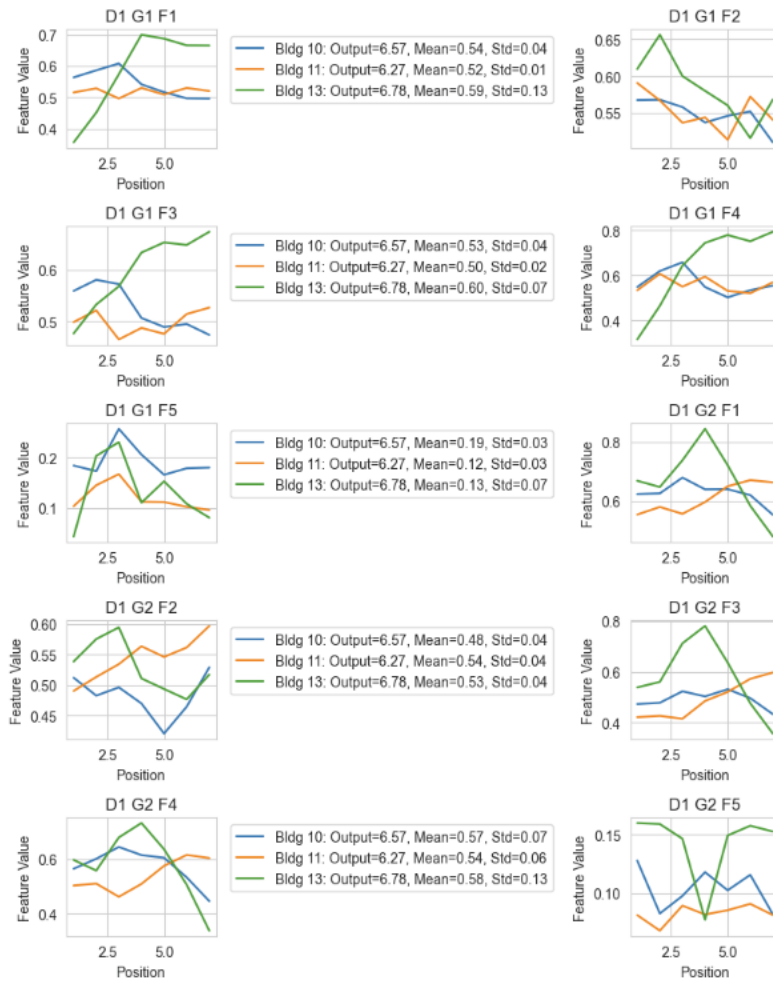 D1 G1 F1
Feature Value
0.7
0.6
0.5
0.4
2.5 5.0
Position
Bldg 10: Output=6.57, Mean=0.54, Std=0.04
Bldg 11: Output=6.27, Mean=0.52, Std=0.01
Bldg 13: Output=6.78, Mean=0.59, Std=0.13
D1 G1 F2
Feature Value
0.65
0.60
0.55
2.5 5.0
Position
D1 G1 F3
Feature Value
0.6
0.5
2.5 5.0
Position
Bldg 10: Output=6.57, Mean=0.53, Std=0.04
Bldg 11: Output=6.27, Mean=0.50, Std=0.02
Bldg 13: Output=6.78, Mean=0.60, Std=0.07
D1 G1 F4
Feature Value
0.8
0.6
0.4
2.5 5.0
Position
D1 G1 F5
Feature Value
0.2
0.1
2.5 5.0
Position
Bldg 10: Output=6.57, Mean=0.19, Std=0.03
Bldg 11: Output=6.27, Mean=0.12, Std=0.03
Bldg 13: Output=6.78, Mean=0.13, Std=0.07
D1 G2 F1
Feature Value
0.8
0.6
2.5 5.0
Position
D1 G2 F2
Feature Value
0.60
0.55
0.50
0.45
2.5 5.0
Position
Bldg 10: Output=6.57, Mean=0.48, Std=0.04
Bldg 11: Output=6.27, Mean=0.54, Std=0.04
Bldg 13: Output=6.78, Mean=0.53, Std=0.04
D1 G2 F3
Feature Value
0.8
0.6
0.4
2.5 5.0
Position
D1 G2 F4
Feature Value
0.6
0.4
2.5 5.0
Position
Bldg 10: Output=6.57, Mean=0.57, Std=0.07
Bldg 11: Output=6.27, Mean=0.54, Std=0.06
Bldg 13: Output=6.78, Mean=0.58, Std=0.13
D1 G2 F5
Feature Value
0.15
0.10
2.5 5.0
Position